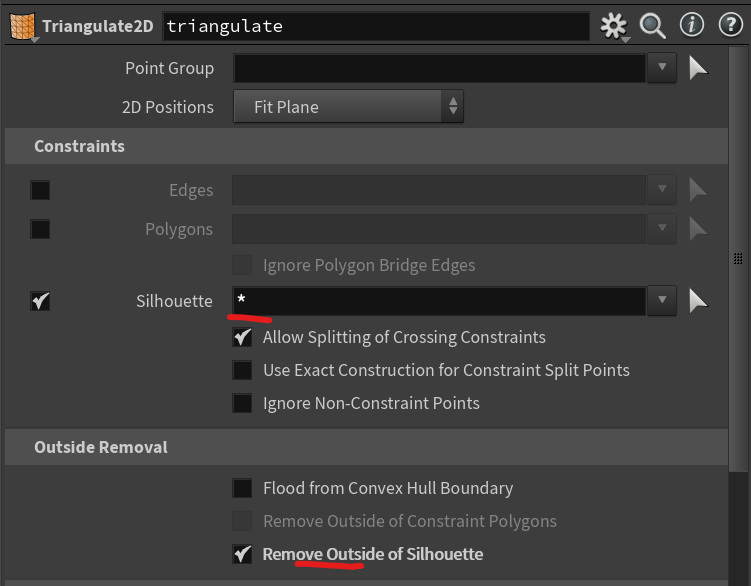 Triangulate2D triangulate
Point Group
2D Positions Fit Plane
Constraints
Edges
Polygons
Ignore Polygon Bridge Edges
Silhouette *
Allow Splitting of Crossing Constraints
Use Exact Construction for Constraint Split Points
Ignore Non-Constraint Points
Outside Removal
Flood from Convex Hull Boundary
Remove Outside of Constraint Polygons
Remove Outside of Silhouette